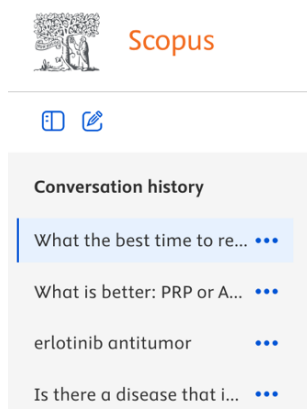 Scopus
Conversation history
What the best time to re...
What is better: PRP or A...
erlotinib antitumor
Is there a disease that i...